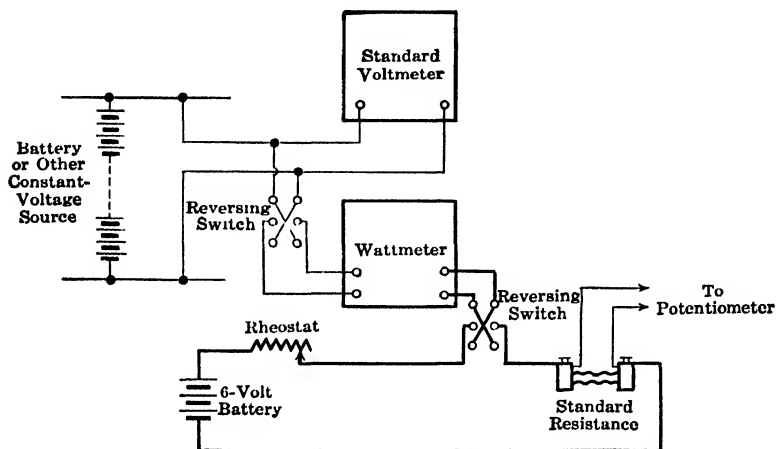 Standard
Voltmeter
Battery
or Other
Constant-
Voltage
Source
Reversing
Switch
Wattmeter
Reversing
Switch
To
Potentiometer
Rheostat
6-Volt
Battery
Standard
Resistance